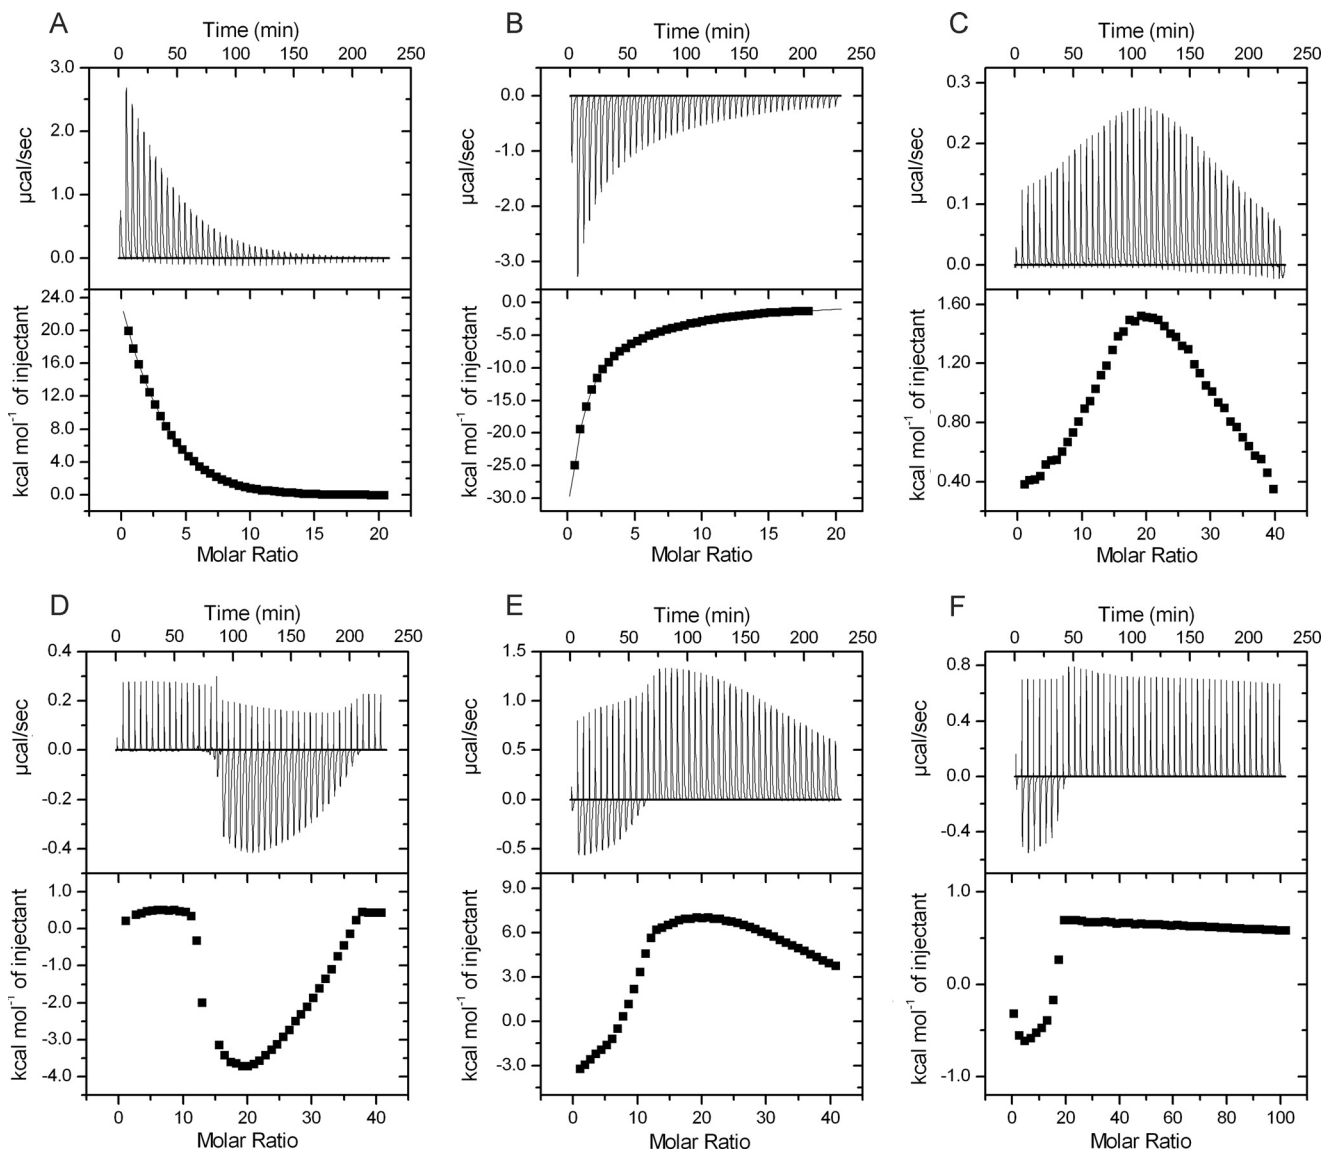 A
Time (min)
0 50 100 150 200 250
3.0
2.0
1.0
0.0
µcal/sec
24.0
20.0
16.0
12.0
8.0
4.0
0.0
kcal mol⁻¹ of injectant
0 5 10 15 20
Molar Ratio
B
Time (min)
0 50 100 150 200 250
0.0
-1.0
-2.0
-3.0
µcal/sec
0.0
-5.0
-10.0
-15.0
-20.0
-25.0
-30.0
kcal mol⁻¹ of injectant
0 5 10 15 20
Molar Ratio
C
Time (min)
0 50 100 150 200 250
0.3
0.2
0.1
0.0
µcal/sec
1.60
1.20
0.80
0.40
kcal mol⁻¹ of injectant
0 10 20 30 40
Molar Ratio
D
Time (min)
0 50 100 150 200 250
0.4
0.2
0.0
-0.2
-0.4
µcal/sec
1.0
0.0
-1.0
-2.0
-3.0
-4.0
kcal mol⁻¹ of injectant
0 10 20 30 40
Molar Ratio
E
Time (min)
0 50 100 150 200 250
1.5
1.0
0.5
0.0
-0.5
µcal/sec
9.0
6.0
3.0
0.0
-3.0
kcal mol⁻¹ of injectant
0 10 20 30 40
Molar Ratio
F
Time (min)
0 50 100 150 200 250
0.8
0.4
0.0
-0.4
µcal/sec
1.0
0.0
-1.0
kcal mol⁻¹ of injectant
0 20 40 60 80 100
Molar Ratio